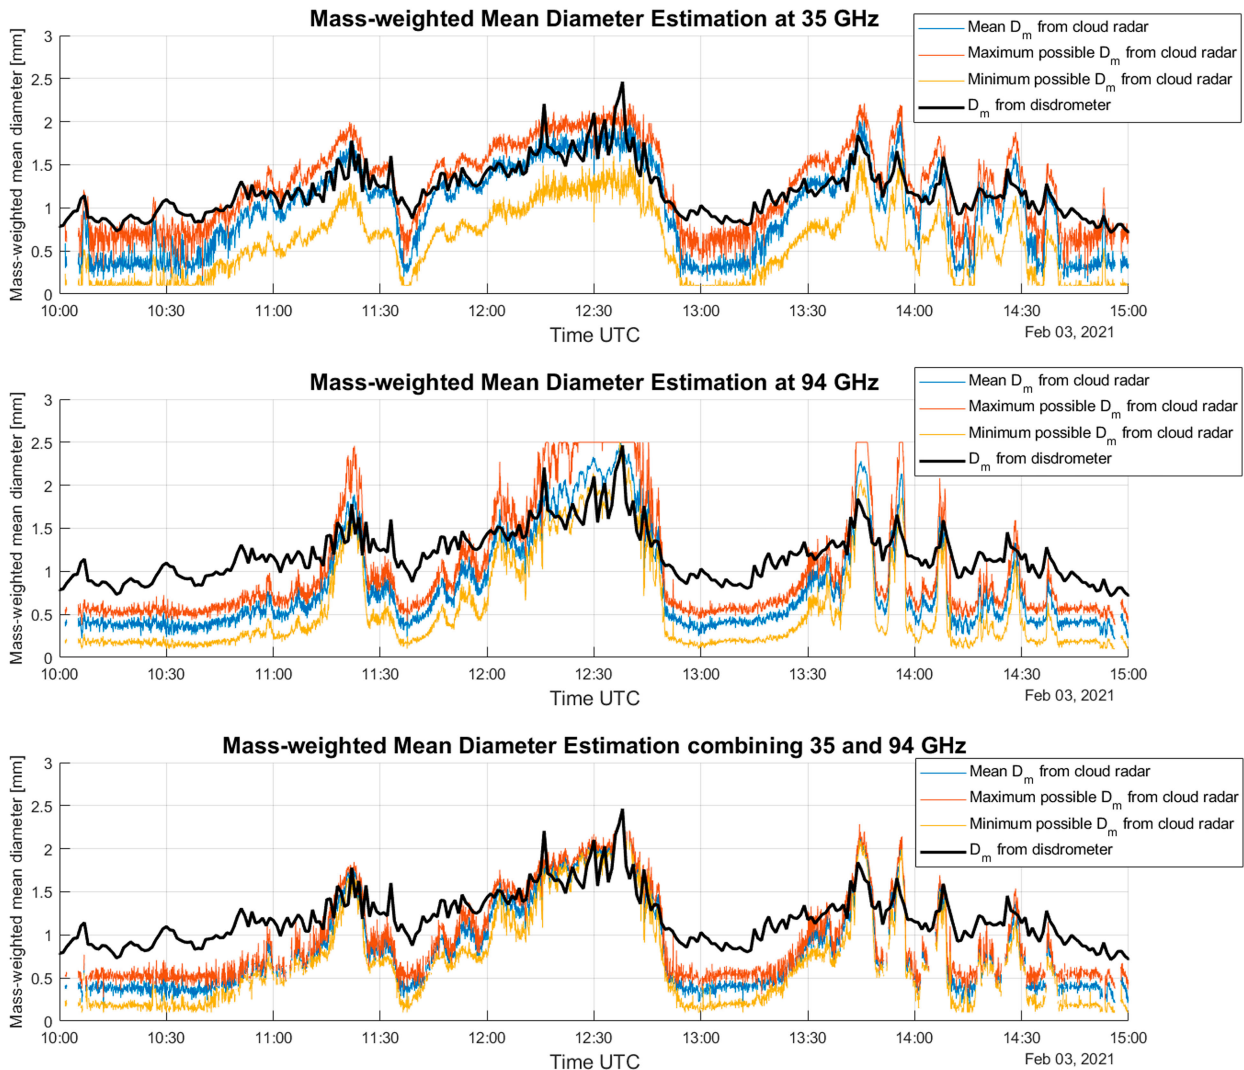 Mass-weighted Mean Diameter Estimation at 35 GHz
Mean Dm from cloud radar
Maximum possible Dm from cloud radar
Minimum possible Dm from cloud radar
Dm from disdrometer
Mass-weighted mean diameter [mm]
3
2.5
2
1.5
1
0.5
0
10:00 10:30 11:00 11:30 12:00 12:30 13:00 13:30 14:00 14:30 15:00
Time UTC
Feb 03, 2021
Mass-weighted Mean Diameter Estimation at 94 GHz
Mean Dm from cloud radar
Maximum possible Dm from cloud radar
Minimum possible Dm from cloud radar
Dm from disdrometer
Mass-weighted mean diameter [mm]
3
2.5
2
1.5
1
0.5
0
10:00 10:30 11:00 11:30 12:00 12:30 13:00 13:30 14:00 14:30 15:00
Time UTC
Feb 03, 2021
Mass-weighted Mean Diameter Estimation combining 35 and 94 GHz
Mean Dm from cloud radar
Maximum possible Dm from cloud radar
Minimum possible Dm from cloud radar
Dm from disdrometer
Mass-weighted mean diameter [mm]
3
2.5
2
1.5
1
0.5
0
10:00 10:30 11:00 11:30 12:00 12:30 13:00 13:30 14:00 14:30 15:00
Time UTC
Feb 03, 2021